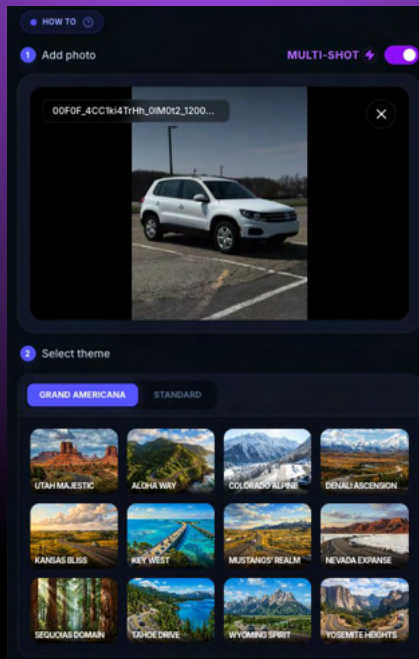 HOW TO ?
1 Add photo
MULTI-SHOT
00F0F_4CC1ki4TrHh_0IM0t2_1200...
2 Select theme
GRAND AMERICANA
STANDARD
UTAH MAJESTIC
ALOHA WAY
COLORADO ALPINE
DENALI ASCENSION
KANSAS BLISS
KEY WEST
MUSTANGS' REALM
NEVADA EXPANSE
SEQUOIAS DOMAIN
TAHOE DRIVE
WYOMING SPIRIT
YOSEMITE HEIGHTS